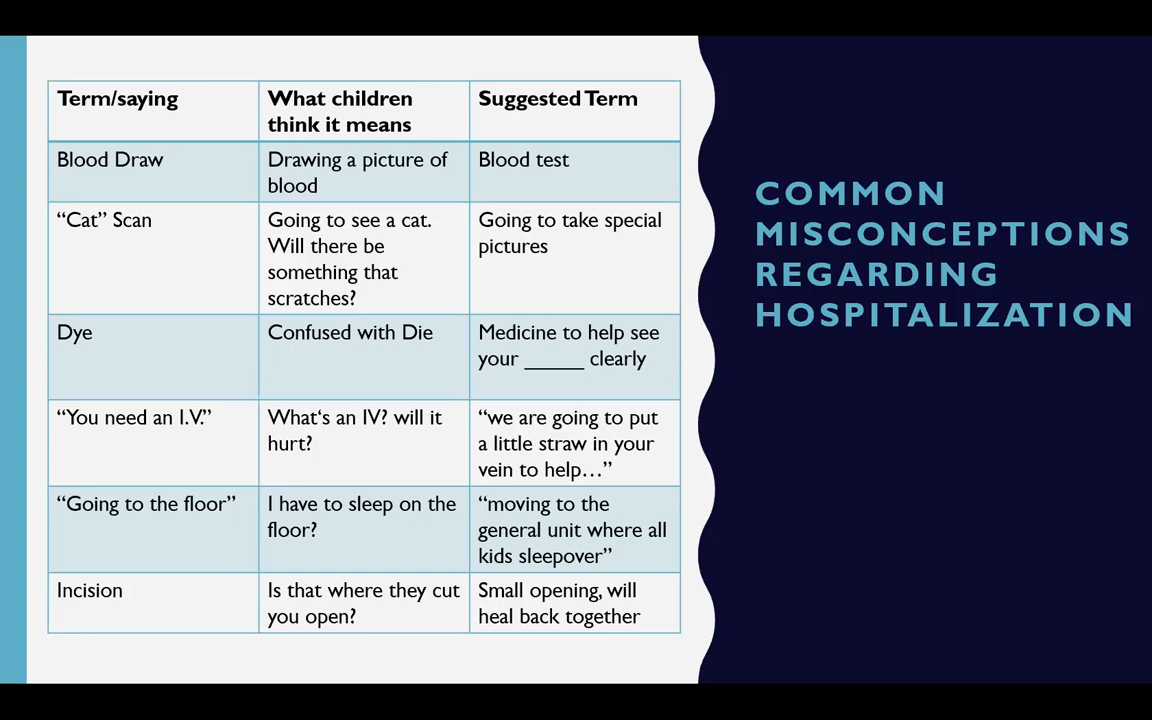 Term/saying
What children
think it means
Suggested Term
Blood Draw
Drawing a picture of
blood
Blood test
“Cat” Scan
Going to see a cat.
Will there be
something that
scratches?
Going to take special
pictures
Dye
Confused with Die
Medicine to help see
your ______ clearly
“You need an I.V.”
What‘s an IV? will it
hurt?
“we are going to put
a little straw in your
vein to help…”
“Going to the floor”
I have to sleep on the
floor?
“moving to the
general unit where all
kids sleepover”
Incision
Is that where they cut
you open?
Small opening, will
heal back together
COMMON
MISCONCEPTIONS
REGARDING
HOSPITALIZATION